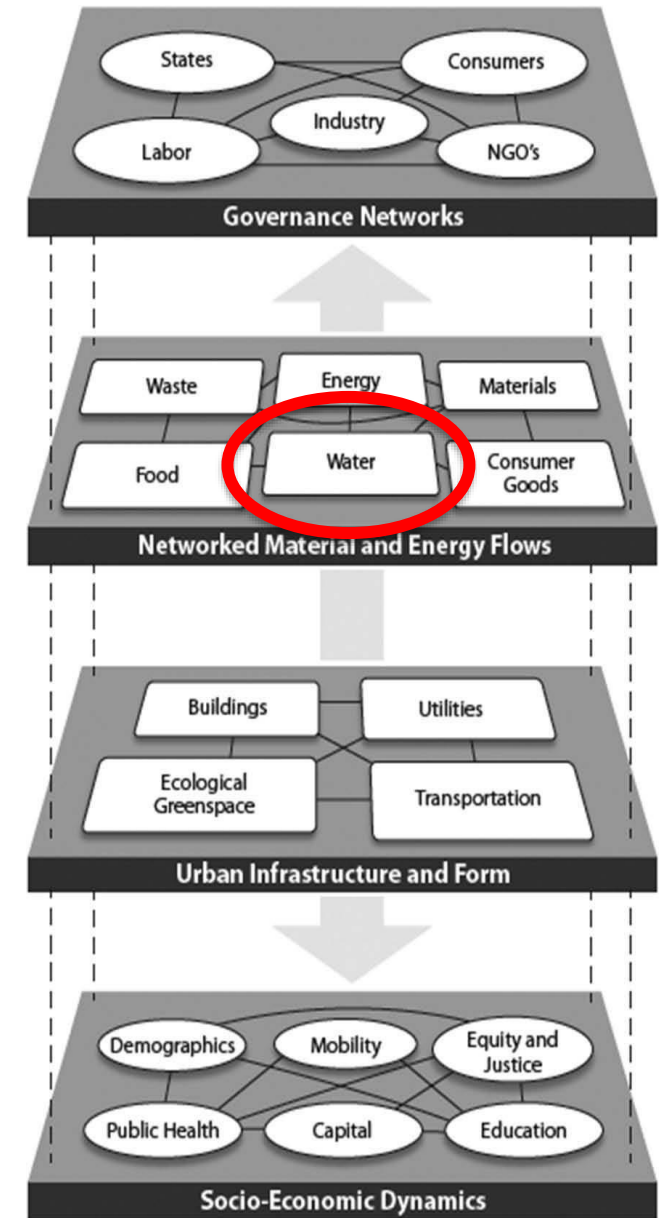 States
Consumers
Industry
Labor
NGO's
Governance Networks
Waste
Energy
Materials
Food
Water
Consumer
Goods
Networked Material and Energy Flows
Buildings
Utilities
Ecological
Greenspace
Transportation
Urban Infrastructure and Form
Demographics
Mobility
Equity and
Justice
Public Health
Capital
Education
Socio-Economic Dynamics